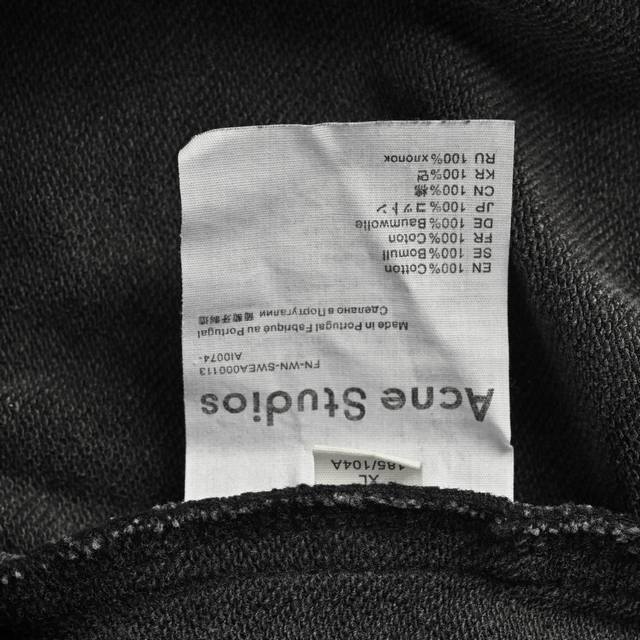 XL
185/104A
Acne Studios
FN-WN-SWEA000113
AI0074-
Made in Portugal Fabriqué au Portugal
Сделано в Португалии 葡萄牙制造
EN 100% Cotton
SE 100% Bomull
FR 100% Coton
DE 100% Baumwolle
JP 100% コットン
CN 100% 棉
KR 100% 면
RU 100% хлопок